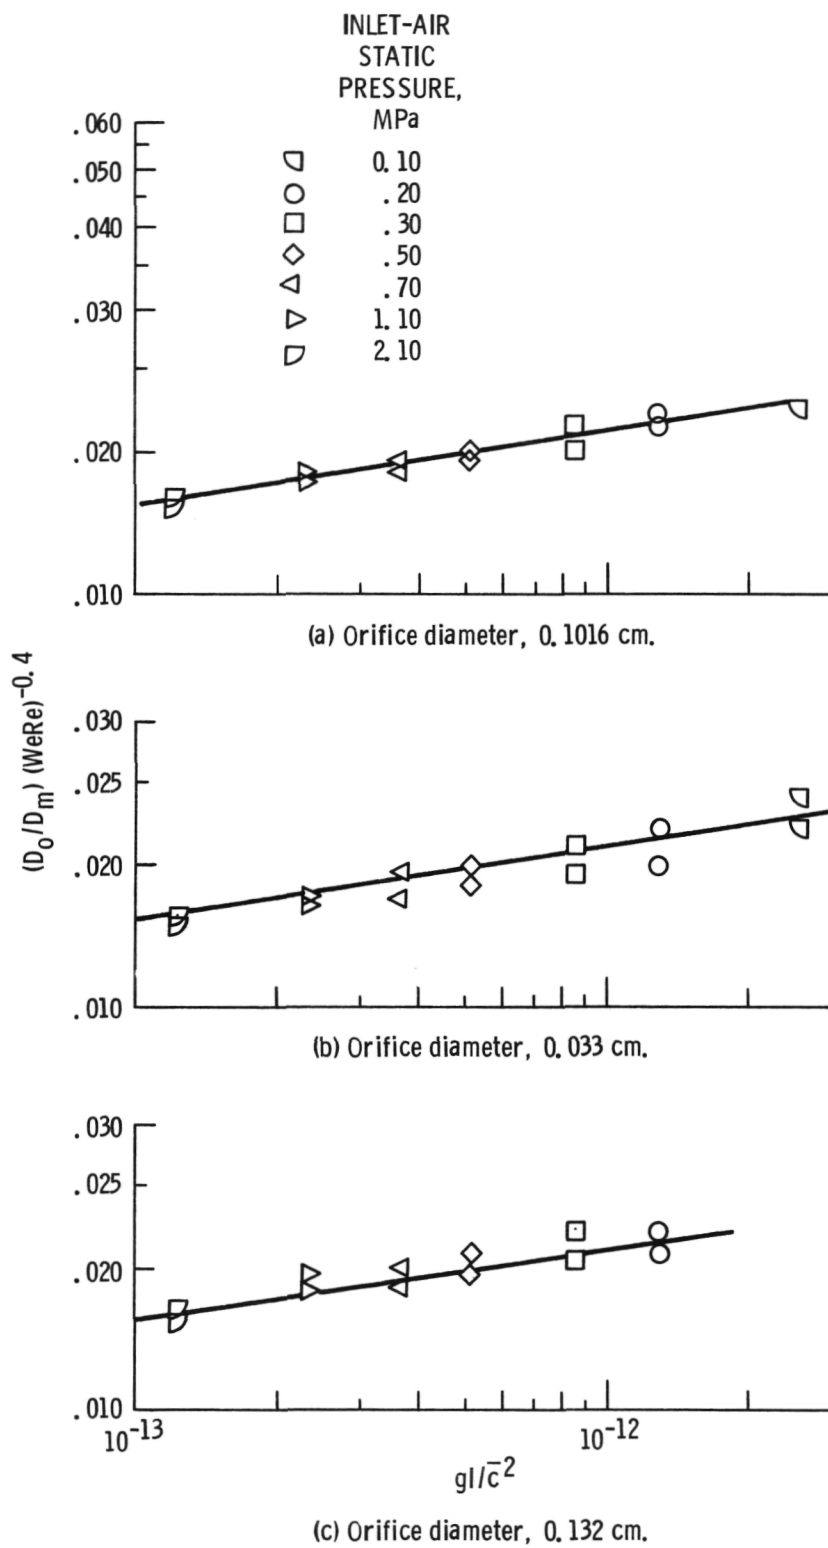 INLET-AIR
STATIC
PRESSURE,
MPa
0.10
.20
.30
.50
.70
1.10
2.10
.060
.050
.040
.030
.020
.010
(a) Orifice diameter, 0.1016 cm.
(D₀/Dₘ) (WeRe)⁻⁰·⁴
.030
.025
.020
.010
(b) Orifice diameter, 0.033 cm.
.030
.025
.020
.010
10⁻¹³ 10⁻¹²
gl/c̅²
(c) Orifice diameter, 0.132 cm.